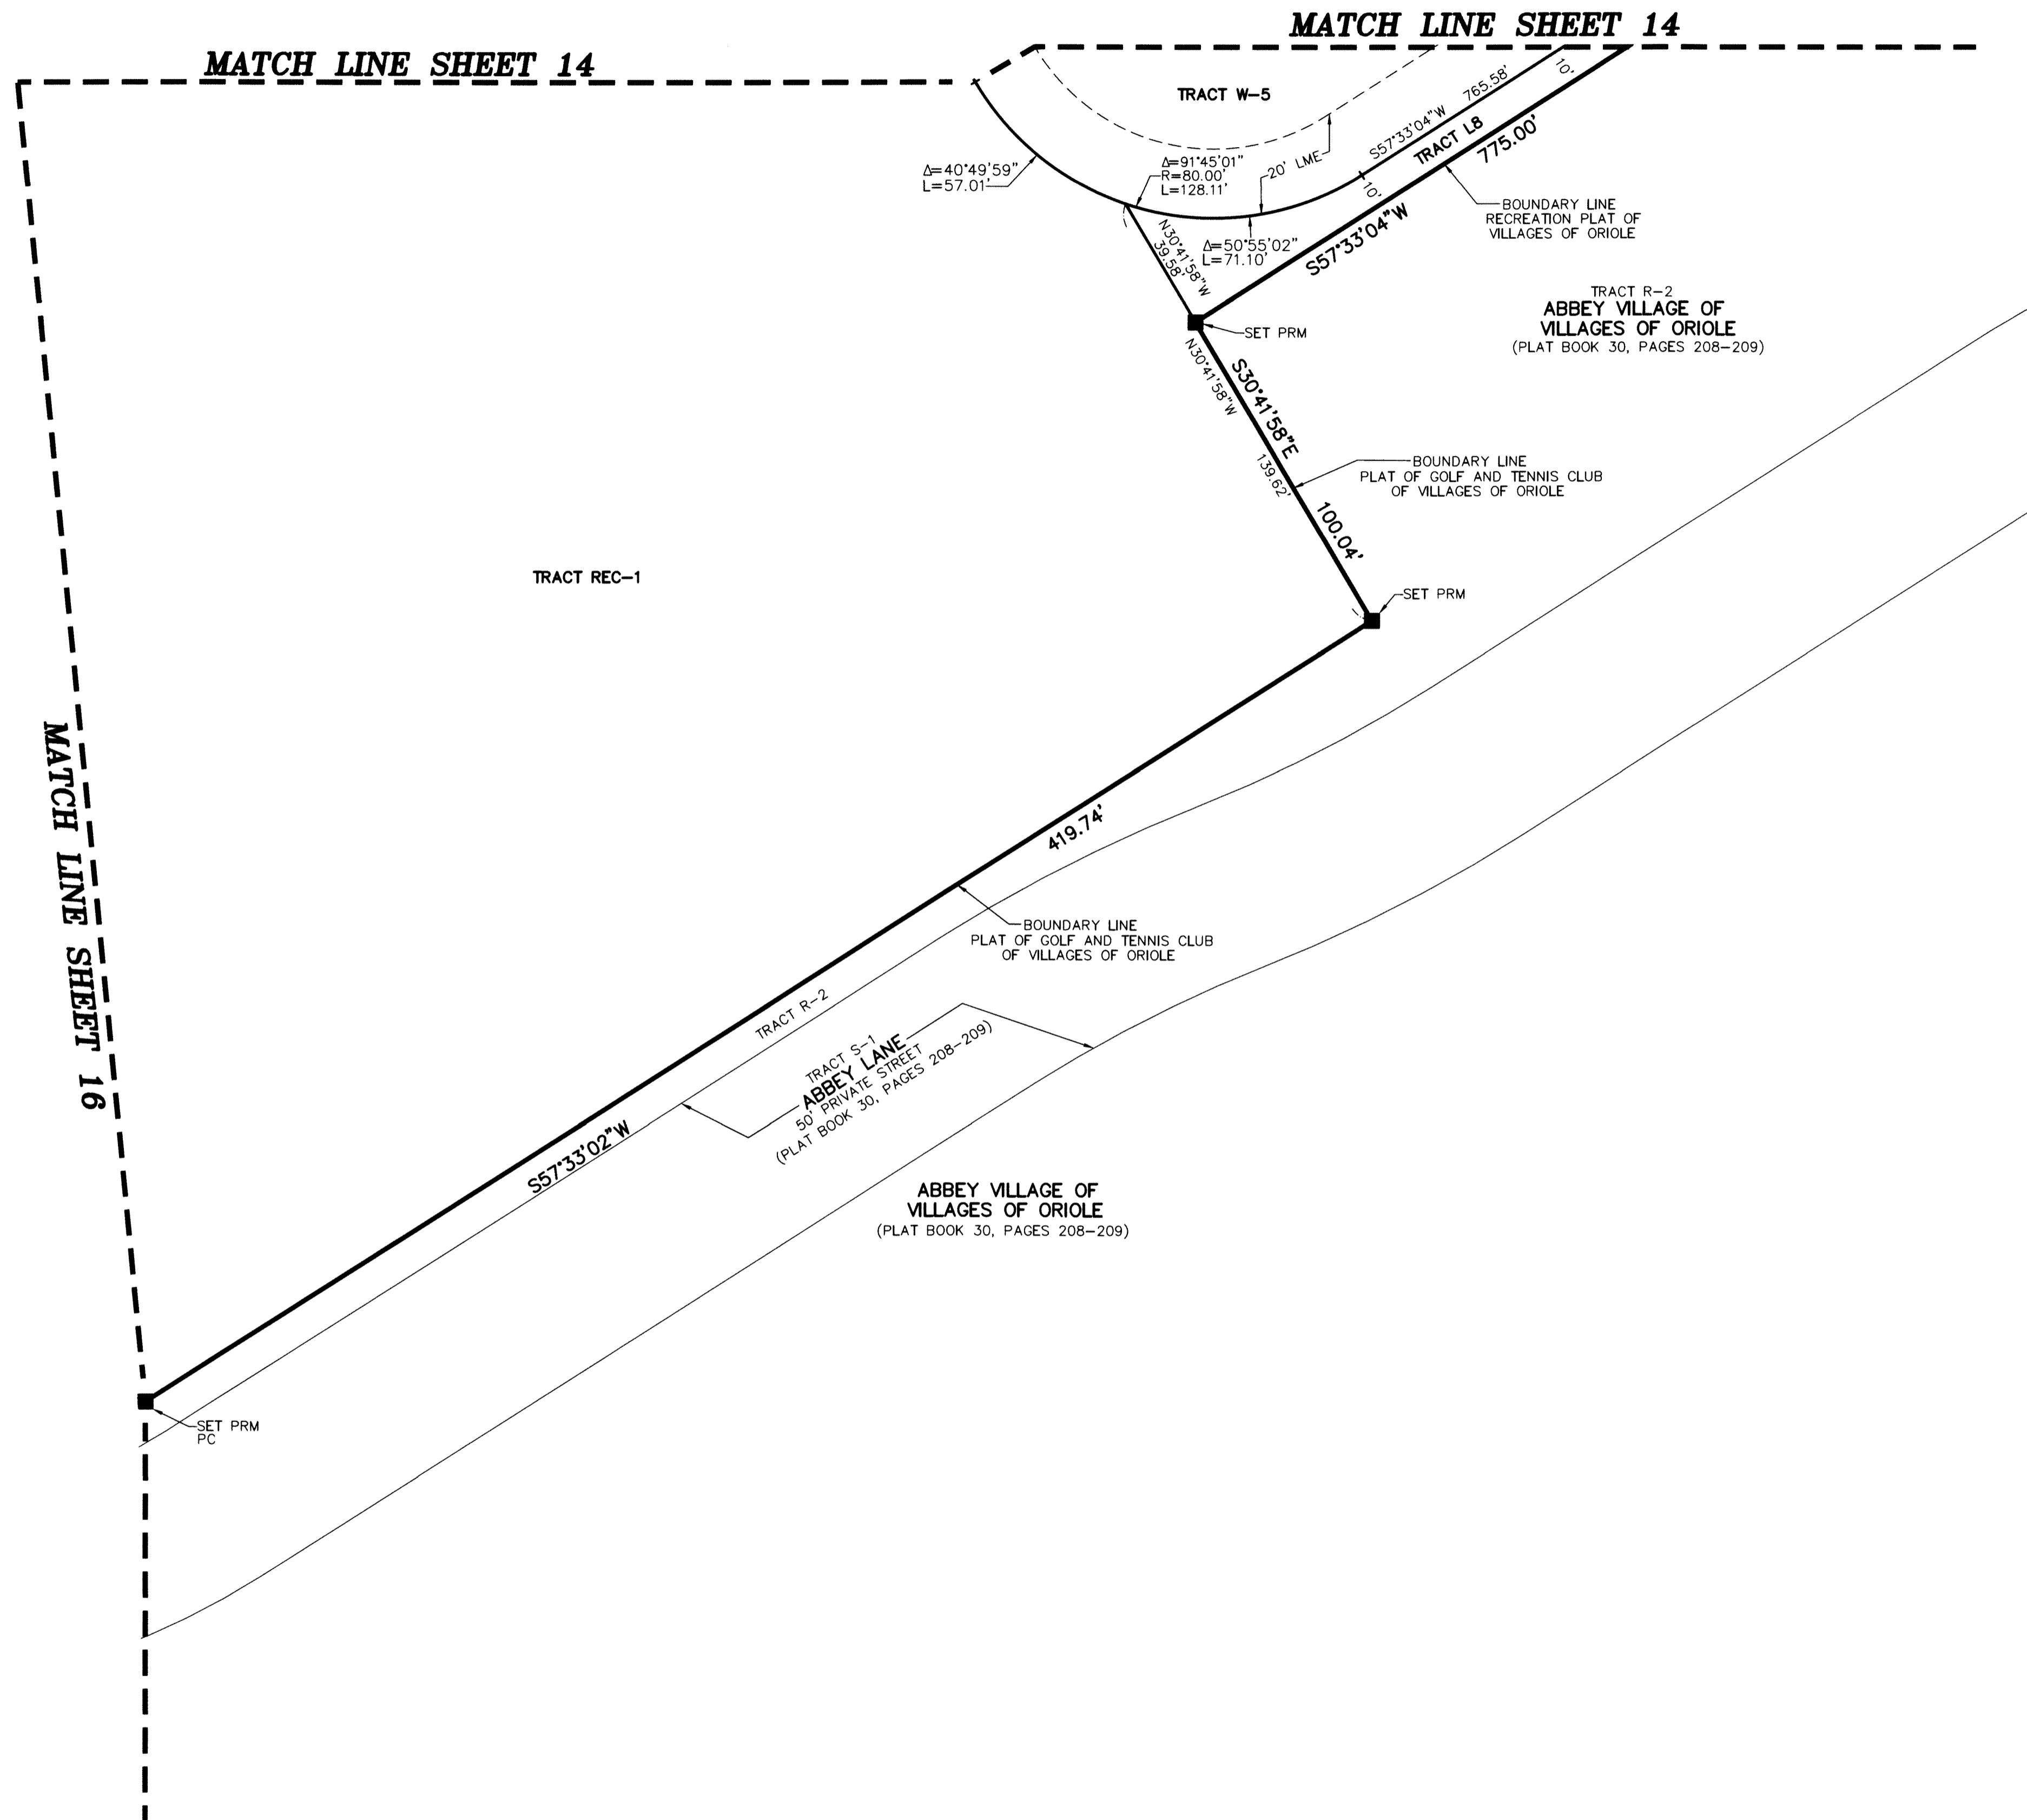 MATCH LINE SHEET 14
MATCH LINE SHEET 14
TRACT W-5
Δ=40°49'59"
L=57.01'
Δ=91°45'01"
R=80.00'
L=128.11'
20' LME
S57°33'04"W 765.58'
10'
TRACT L8
775.00'
10'
S57°33'04"W
BOUNDARY LINE
RECREATION PLAT OF
VILLAGES OF ORIOLE
N30°41'58"W
39.58'
Δ=50°55'02"
L=71.10'
TRACT R-2
ABBEY VILLAGE OF
VILLAGES OF ORIOLE
(PLAT BOOK 30, PAGES 208-209)
SET PRM
N30°41'58"W
139.62'
S30°41'58"E
100.04'
BOUNDARY LINE
PLAT OF GOLF AND TENNIS CLUB
OF VILLAGES OF ORIOLE
TRACT REC-1
SET PRM
MATCH LINE SHEET 16
419.74'
BOUNDARY LINE
PLAT OF GOLF AND TENNIS CLUB
OF VILLAGES OF ORIOLE
TRACT R-2
TRACT S-1
ABBEY LANE
50' PRIVATE STREET
(PLAT BOOK 30, PAGES 208-209)
S57°33'02"W
ABBEY VILLAGE OF
VILLAGES OF ORIOLE
(PLAT BOOK 30, PAGES 208-209)
SET PRM
PC